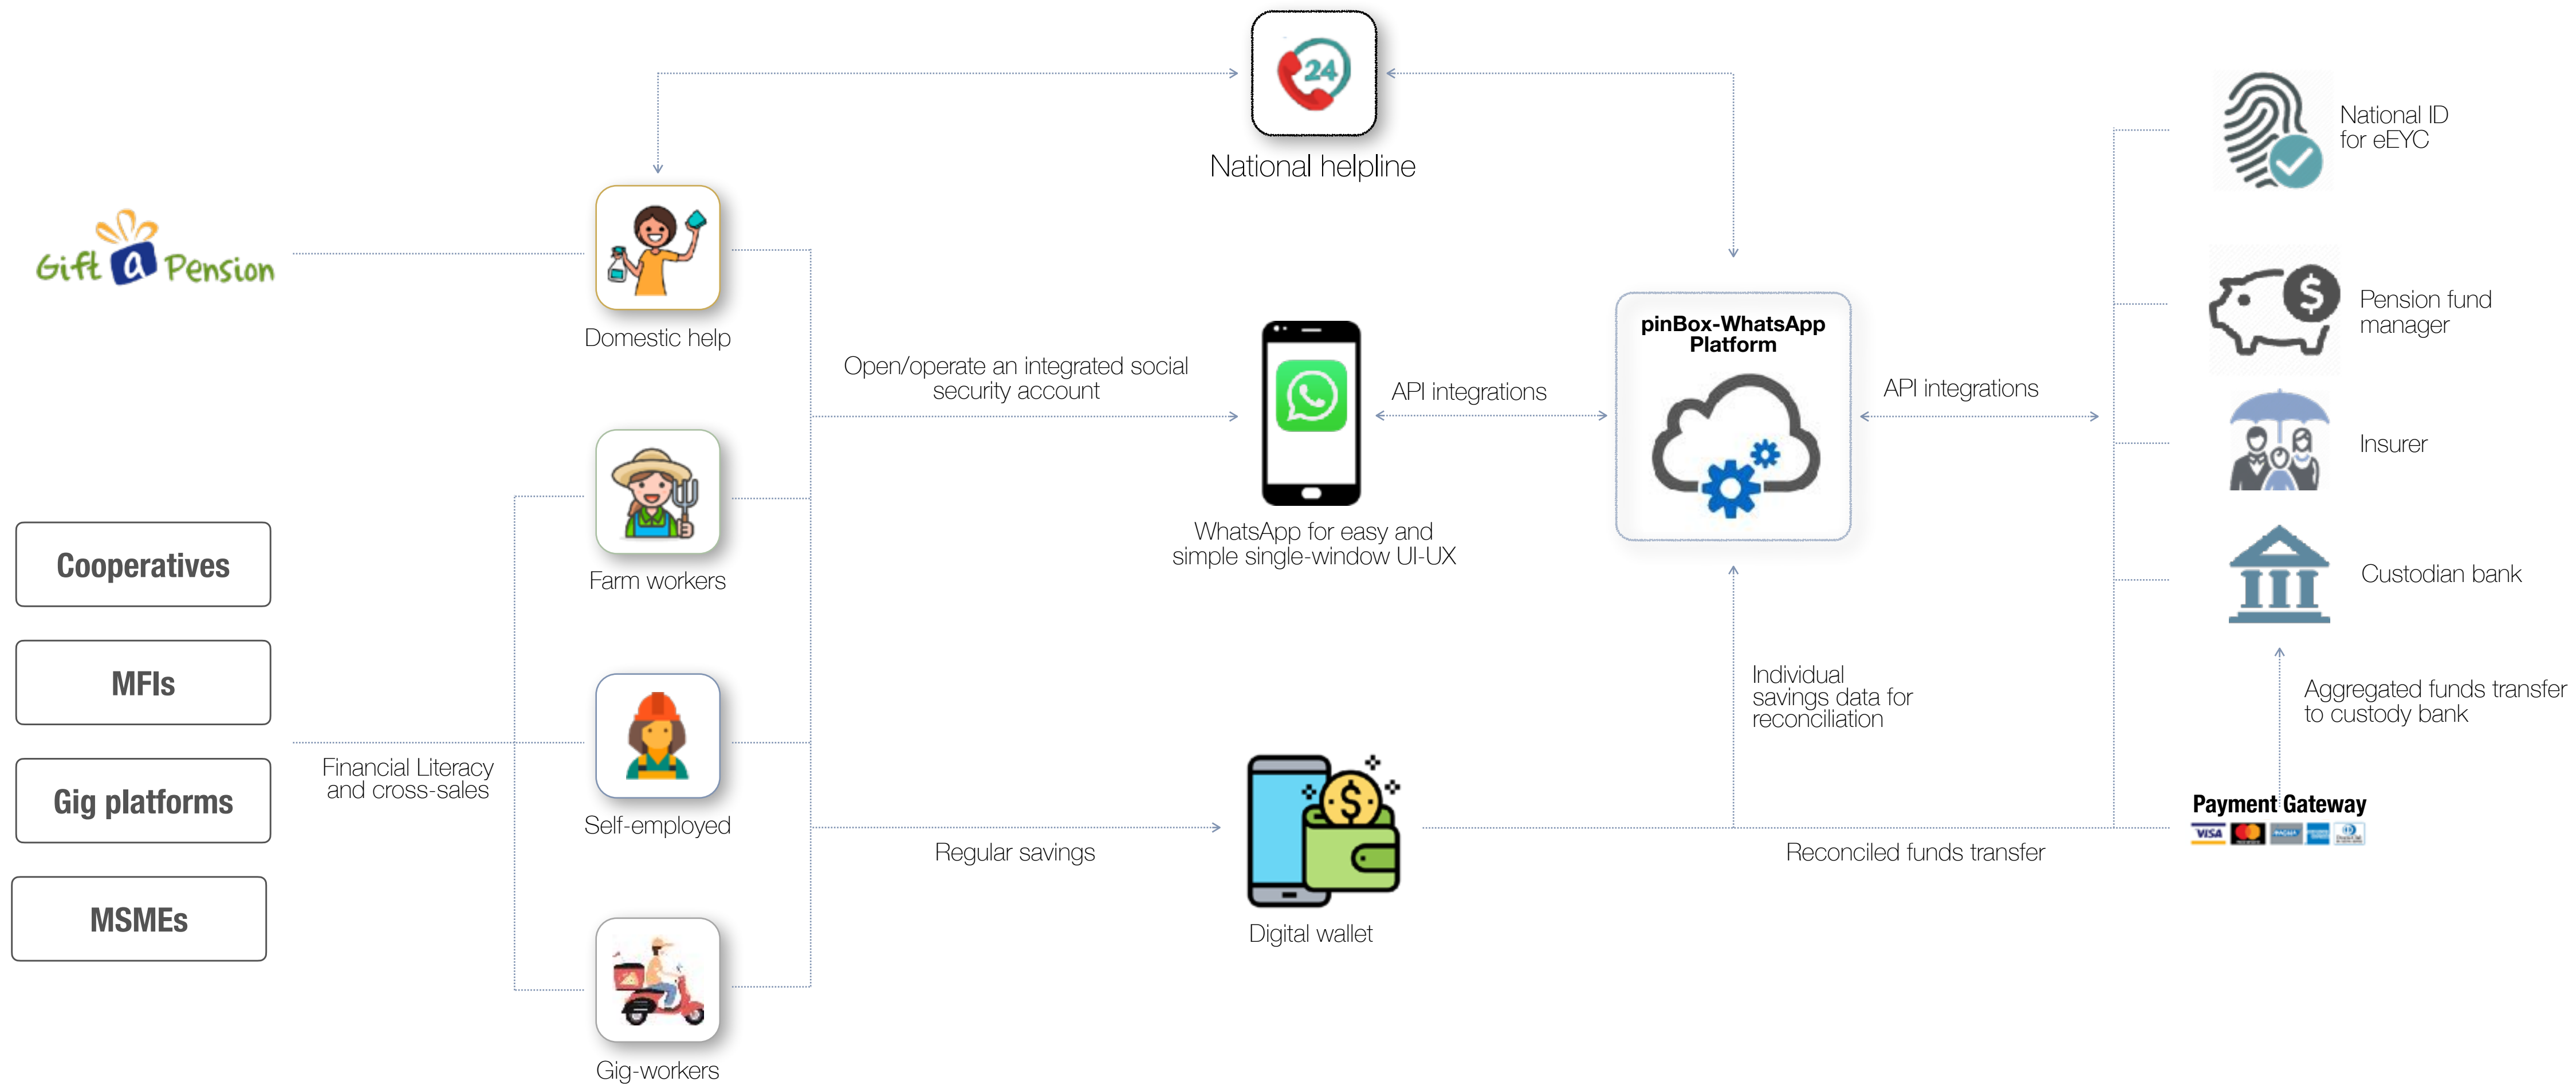 24
National helpline
National ID
for eEYC
Gift a Pension
Domestic help
Pension fund
manager
pinBox-WhatsApp
Platform
$
Open/operate an integrated social
security account
API integrations
API integrations
Insurer
WhatsApp for easy and
simple single-window UI-UX
Custodian bank
Farm workers
Cooperatives
MFIs
Gig platforms
MSMEs
Financial Literacy
and cross-sales
Self-employed
Individual
savings data for
reconciliation
Aggregated funds transfer
to custody bank
$
Payment Gateway
VISA
Regular savings
Reconciled funds transfer
Digital wallet
Gig-workers